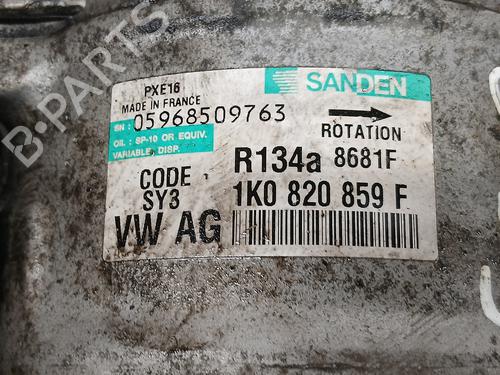 PXE16
MADE IN FRANCE
SANDEN
SN: 05968509763
OIL : SP-10 OR EQUIV.
VARIABLE DISP.
ROTATION
R134a 8681F
CODE
SY3
1K0 820 859 F
VW AG
B-PARTS